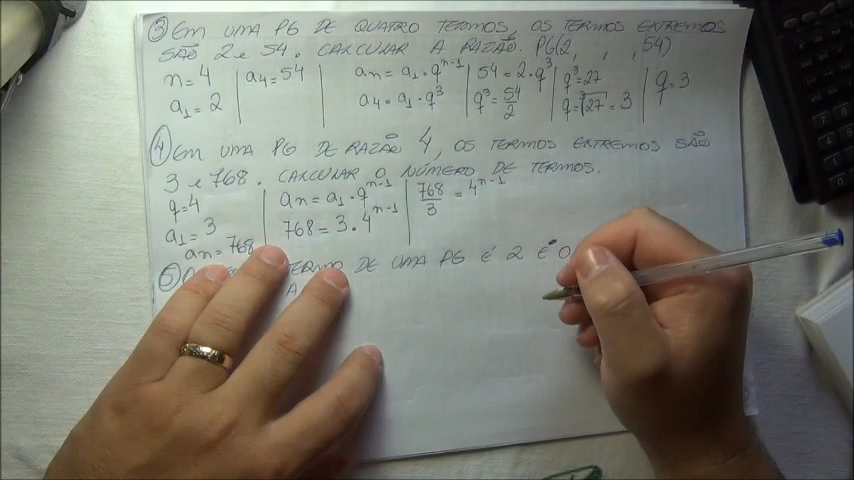 ③ EM UMA PG DE QUATRO TERMOS, OS TERMOS EXTREMOS
SÃO 2 e 54. CALCULAR A RAZÃO. PG(2, , , 54)
n = 4
a₁ = 2
a₄ = 54
an = a₁ · q^(n-1)
a₄ = a₁ · q³
54 = 2 · q³
q³ = 54/2
q³ = 27
q = ³√27 = 3
q = 3
④ EM UMA PG DE RAZÃO 4, OS TERMOS EXTREMOS SÃO
3 e 768. CALCULAR O NÚMERO DE TERMOS.
q = 4
a₁ = 3
an = 768
an = a₁ · q^(n-1)
768 = 3 · 4^(n-1)
768/3 = 4^(n-1)
⑤ TERMO DE UMA PG É 2 E O
A